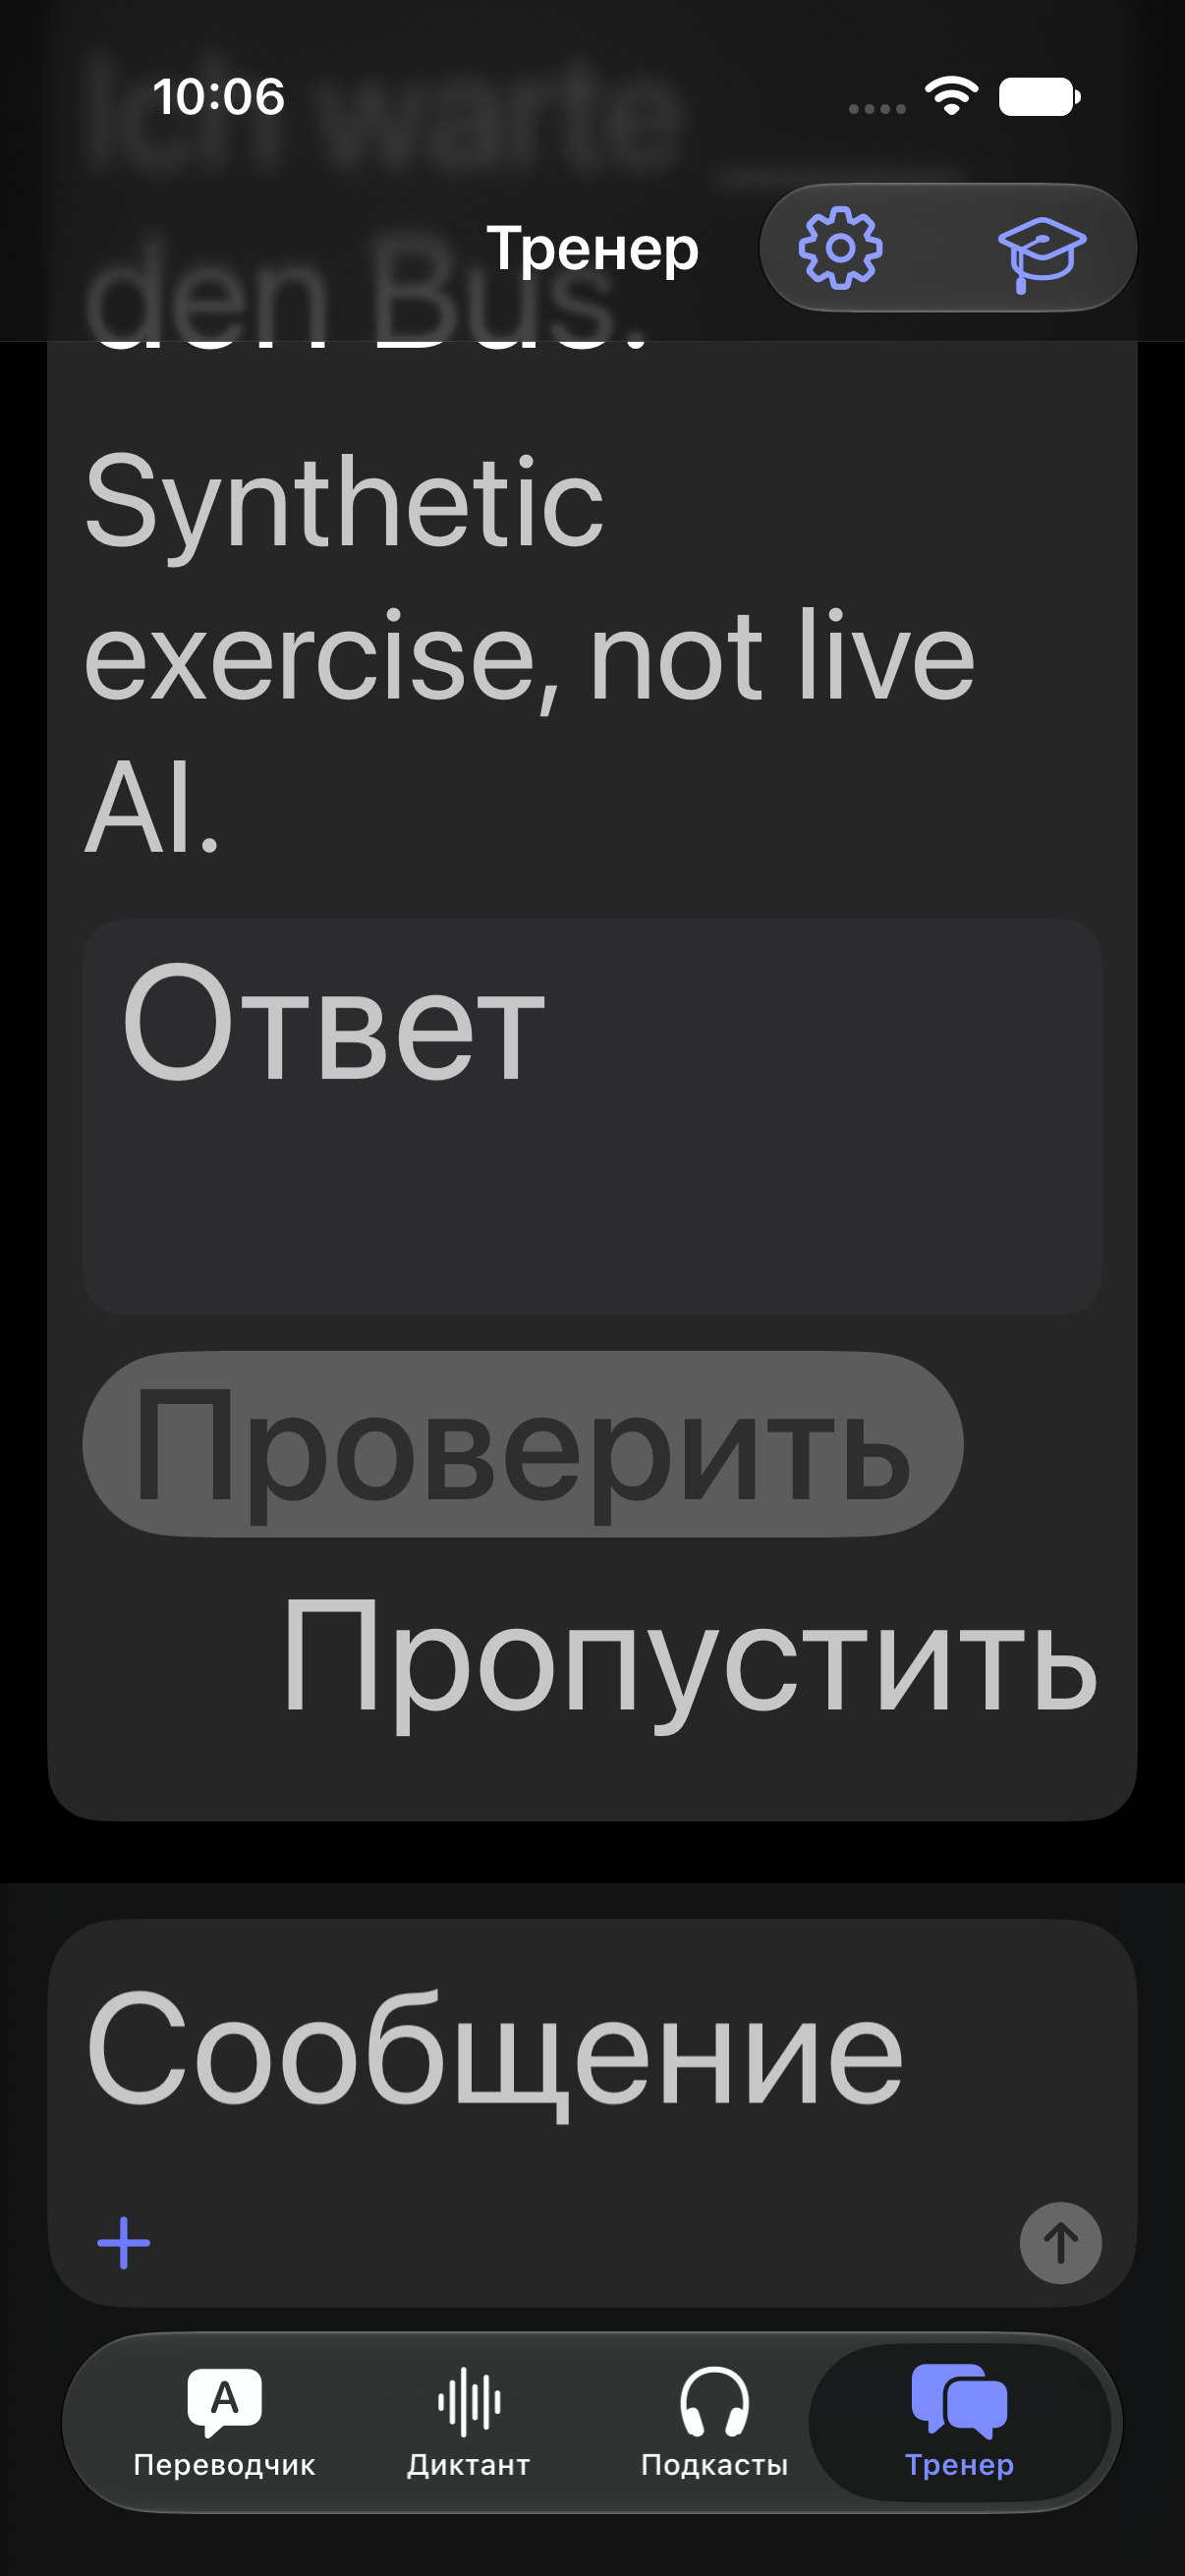 10:06
Ich warte _____
den Bus.
Тренер
Synthetic
exercise, not live
AI.
Ответ
Проверить
Пропустить
Сообщение
A
Переводчик
Диктант
Подкасты
Тренер